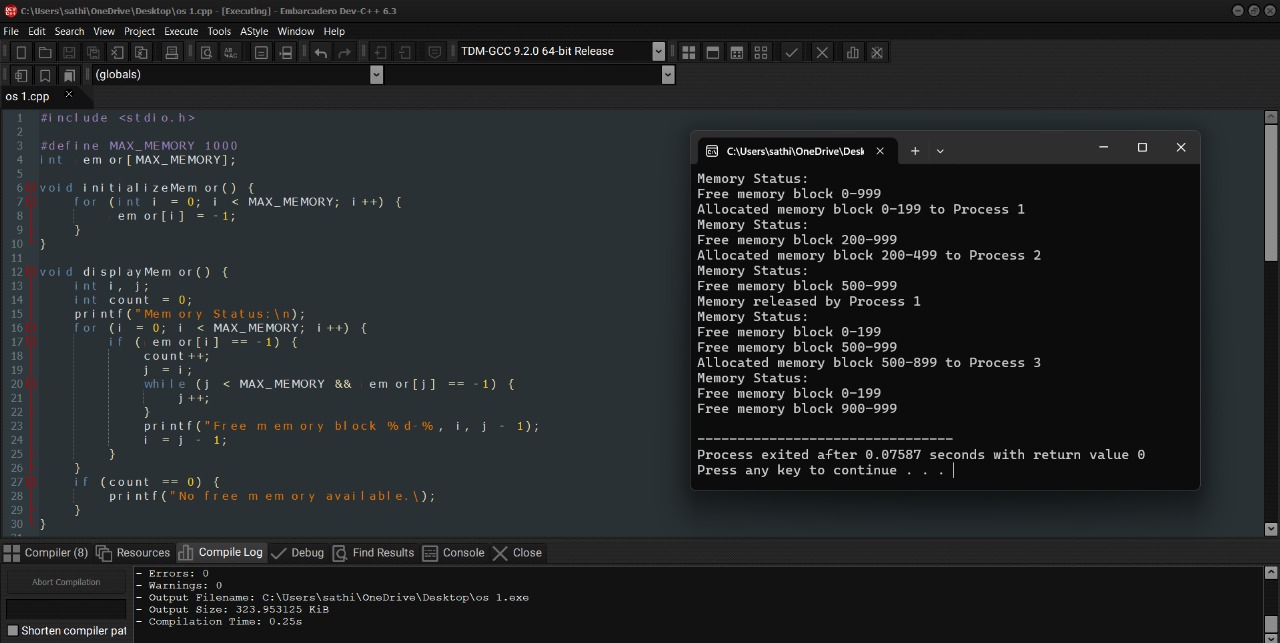 C:\Users\sathi\OneDrive\Desktop\os 1.cpp - [Executing] - Embarcadero Dev-C++ 6.3
File Edit Search View Project Execute Tools AStyle Window Help
TDM-GCC 9.2.0 64-bit Release
(globals)
os 1.cpp
1 #include <stdio.h>
2
3 #define MAX_MEMORY 1000
4 int em or[MAX_MEMORY];
5
6 void initializeMem or() {
7 for (int i = 0; i < MAX_MEMORY; i++) {
8 em or[i] = -1;
9 }
10 }
11
12 void displayMem or() {
13 int i, j;
14 int count = 0;
15 printf("Mem ory Status:\n);
16 for (i = 0; i < MAX_MEMORY; i++) {
17 if ( em or[i] == -1) {
18 count++;
19 j = i;
20 while (j < MAX_MEMORY && em or[j] == -1) {
21 j++;
22 }
23 printf("Free m em ory block %d-%, i, j - 1);
24 i = j - 1;
25 }
26 }
27 if (count == 0) {
28 printf("No free m em ory available.\);
29 }
30 }
C:\Users\sathi\OneDrive\Desk
Memory Status:
Free memory block 0-999
Allocated memory block 0-199 to Process 1
Memory Status:
Free memory block 200-999
Allocated memory block 200-499 to Process 2
Memory Status:
Free memory block 500-999
Memory released by Process 1
Memory Status:
Free memory block 0-199
Free memory block 500-999
Allocated memory block 500-899 to Process 3
Memory Status:
Free memory block 0-199
Free memory block 900-999
--------------------------------
Process exited after 0.07587 seconds with return value 0
Press any key to continue . . .
Compiler (8) Resources Compile Log Debug Find Results Console Close
Abort Compilation
Shorten compiler pat
- Errors: 0
- Warnings: 0
- Output Filename: C:\Users\sathi\OneDrive\Desktop\os 1.exe
- Output Size: 323.953125 KiB
- Compilation Time: 0.25s